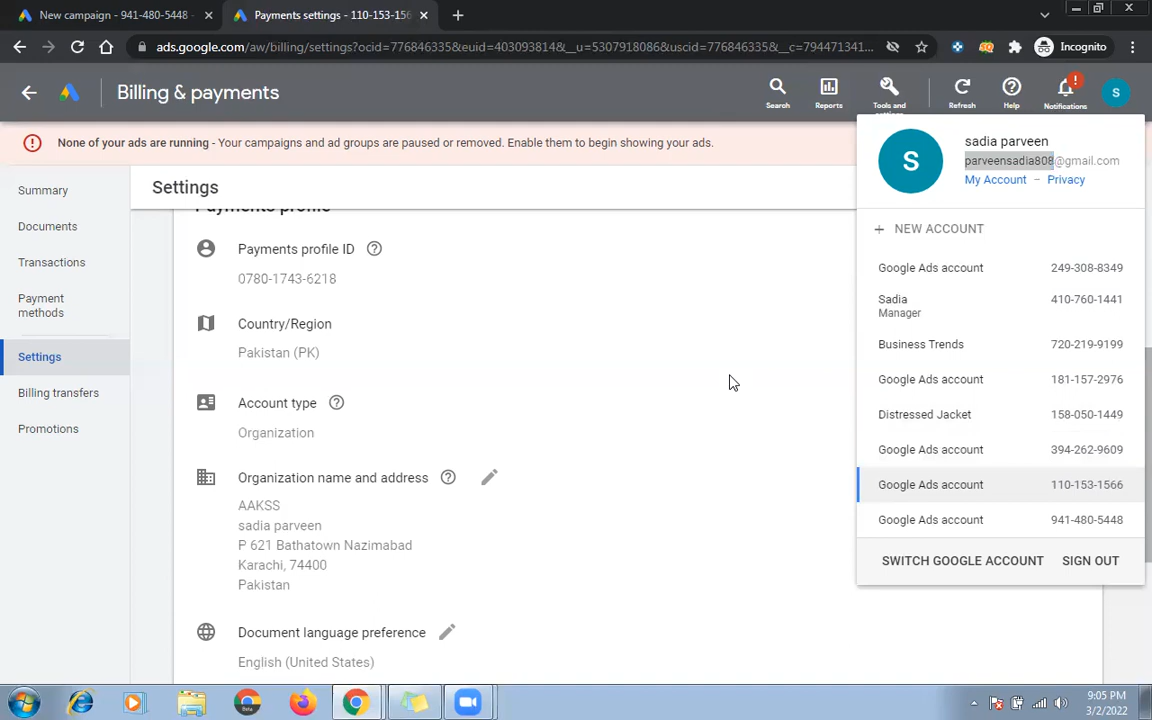 New campaign - 941-480-5448 -
Payments settings - 110-153-156
ads.google.com/aw/billing/settings?ocid=776846335&euid=4030938148&__u=5307918086&uscid=776846335&__c=794471341...
Incognito
Billing & payments
Search
Reports
Tools and
settings
Refresh
Help
Notifications
!
S
None of your ads are running - Your campaigns and ad groups are paused or removed. Enable them to begin showing your ads.
Summary
Documents
Transactions
Payment
methods
Settings
Billing transfers
Promotions
Settings
Payments profile
Payments profile ID
0780-1743-6218
Country/Region
Pakistan (PK)
Account type
Organization
Organization name and address
AAKSS
sadia parveen
P 621 Bathatown Nazimabad
Karachi, 74400
Pakistan
Document language preference
English (United States)
S
sadia parveen
parveensadia808@gmail.com
My Account – Privacy
+ NEW ACCOUNT
Google Ads account 249-308-8349
Sadia 410-760-1441
Manager
Business Trends 720-219-9199
Google Ads account 181-157-2976
Distressed Jacket 158-050-1449
Google Ads account 394-262-9609
Google Ads account 110-153-1566
Google Ads account 941-480-5448
SWITCH GOOGLE ACCOUNT SIGN OUT
9:05 PM
3/2/2022